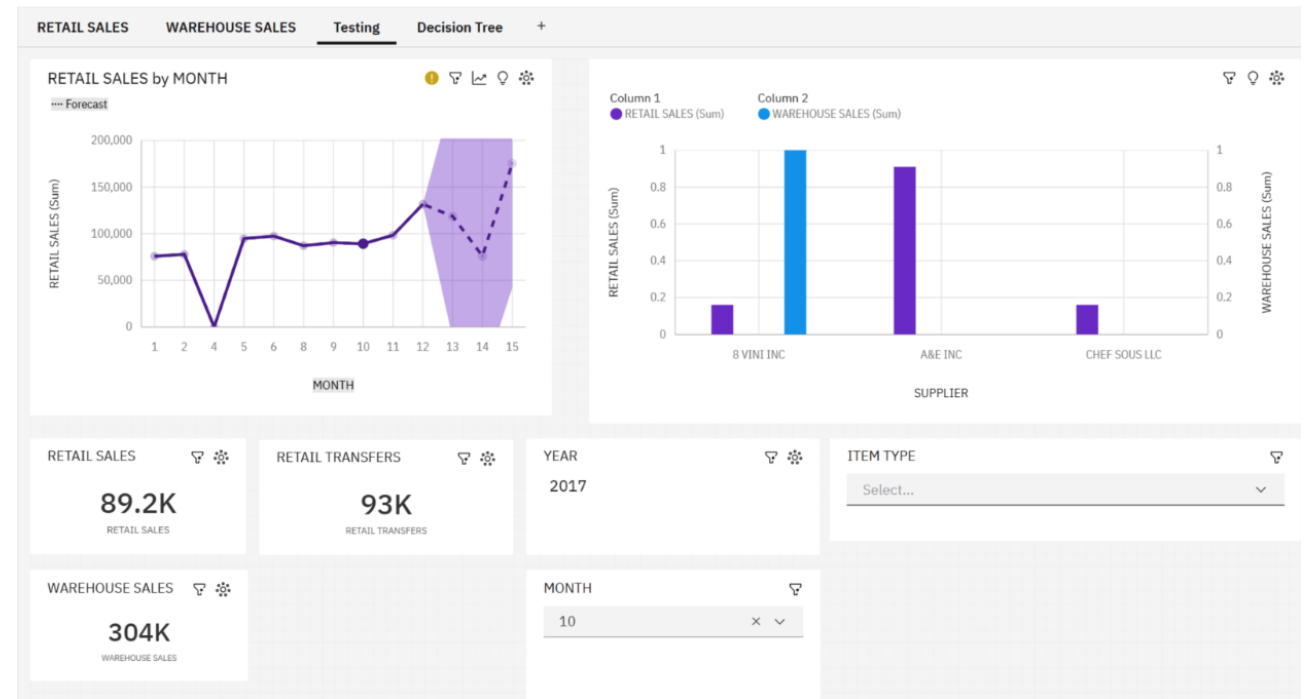 RETAIL SALES WAREHOUSE SALES Testing Decision Tree +
RETAIL SALES by MONTH
Forecast
RETAIL SALES (Sum)
200,000
150,000
100,000
50,000
0
1 2 4 5 6 8 9 10 11 12 13 14 15
MONTH
Column 1 Column 2
RETAIL SALES (Sum) WAREHOUSE SALES (Sum)
RETAIL SALES (Sum)
1
0.8
0.6
0.4
0.2
0
1
0.8
0.6
0.4
0.2
0
WAREHOUSE SALES (Sum)
8 VINI INC A&E INC CHEF SOUS LLC
SUPPLIER
RETAIL SALES
89.2K
RETAIL SALES
RETAIL TRANSFERS
93K
RETAIL TRANSFERS
YEAR
2017
ITEM TYPE
Select...
WAREHOUSE SALES
304K
WAREHOUSE SALES
MONTH
10